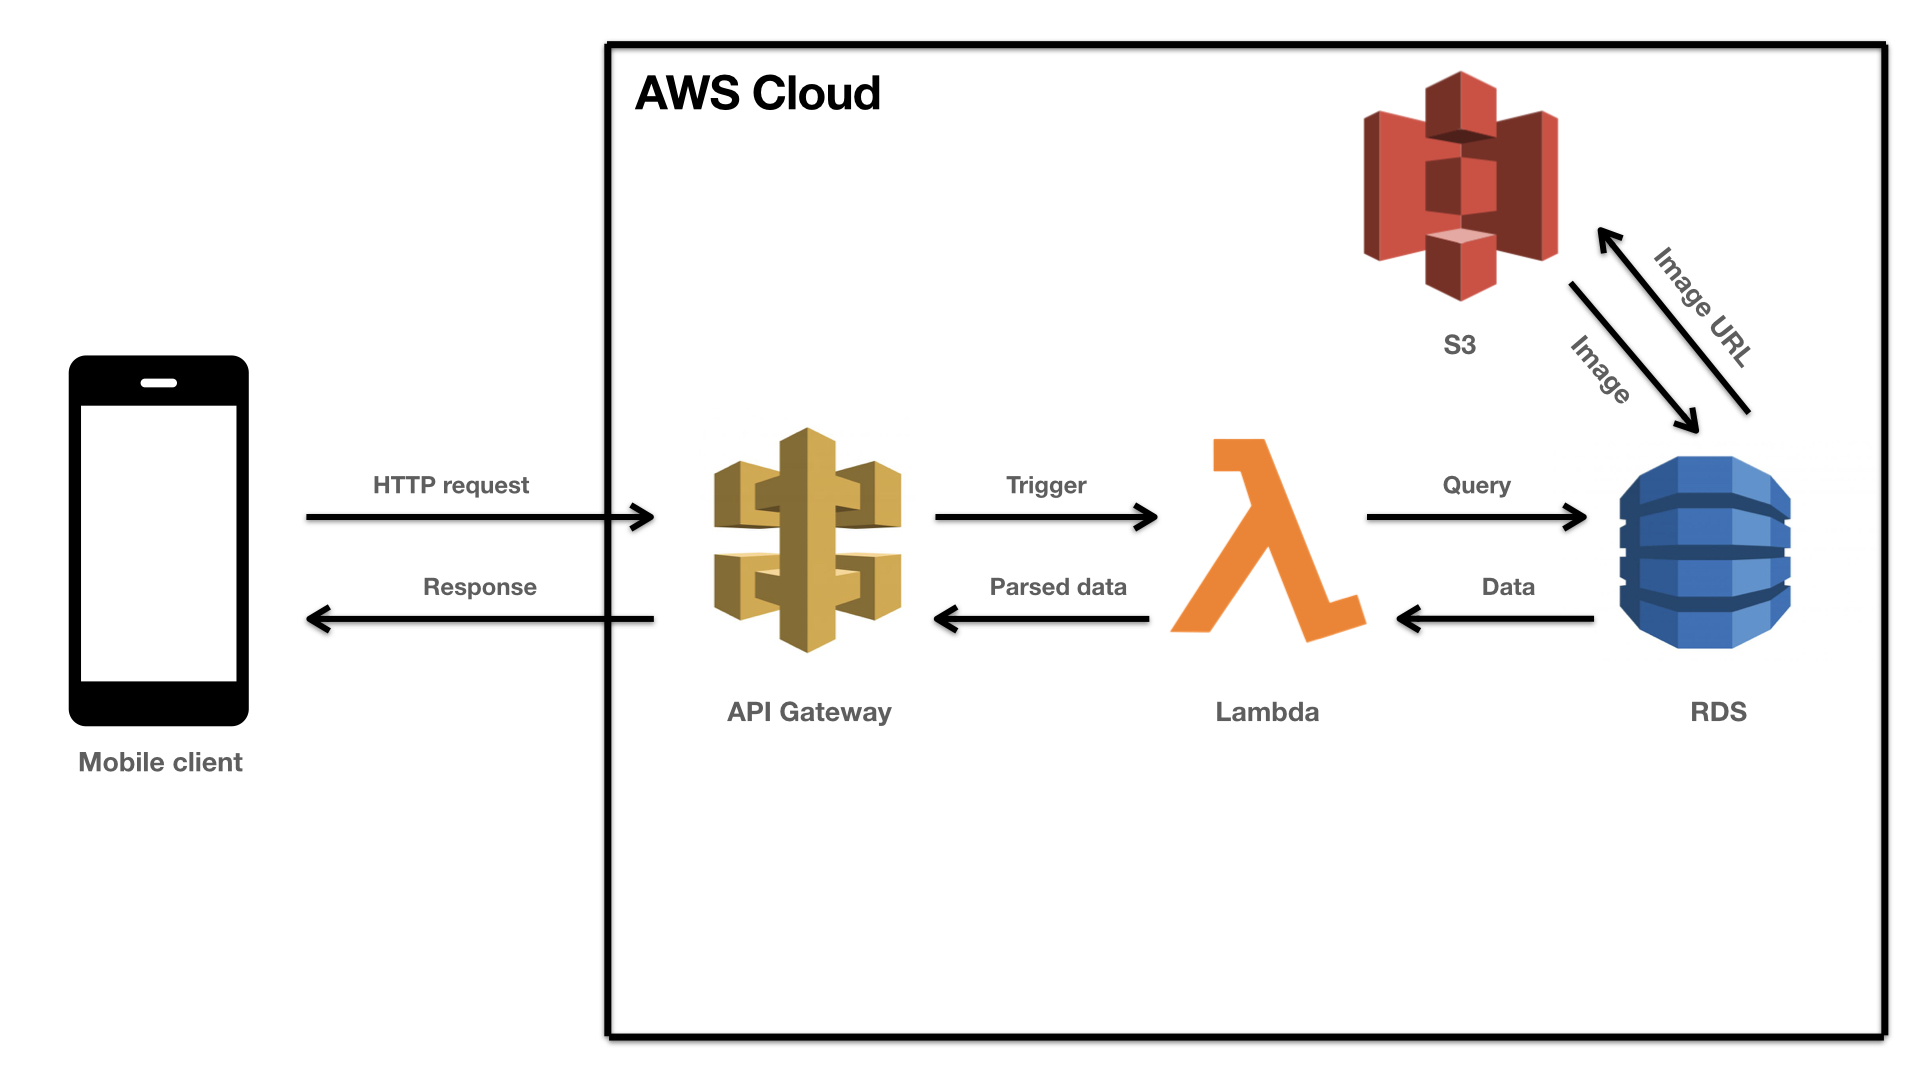 AWS Cloud
Image URL
Image
S3
HTTP request
Trigger
Query
Response
Parsed data
Data
API Gateway
Lambda
RDS
Mobile client